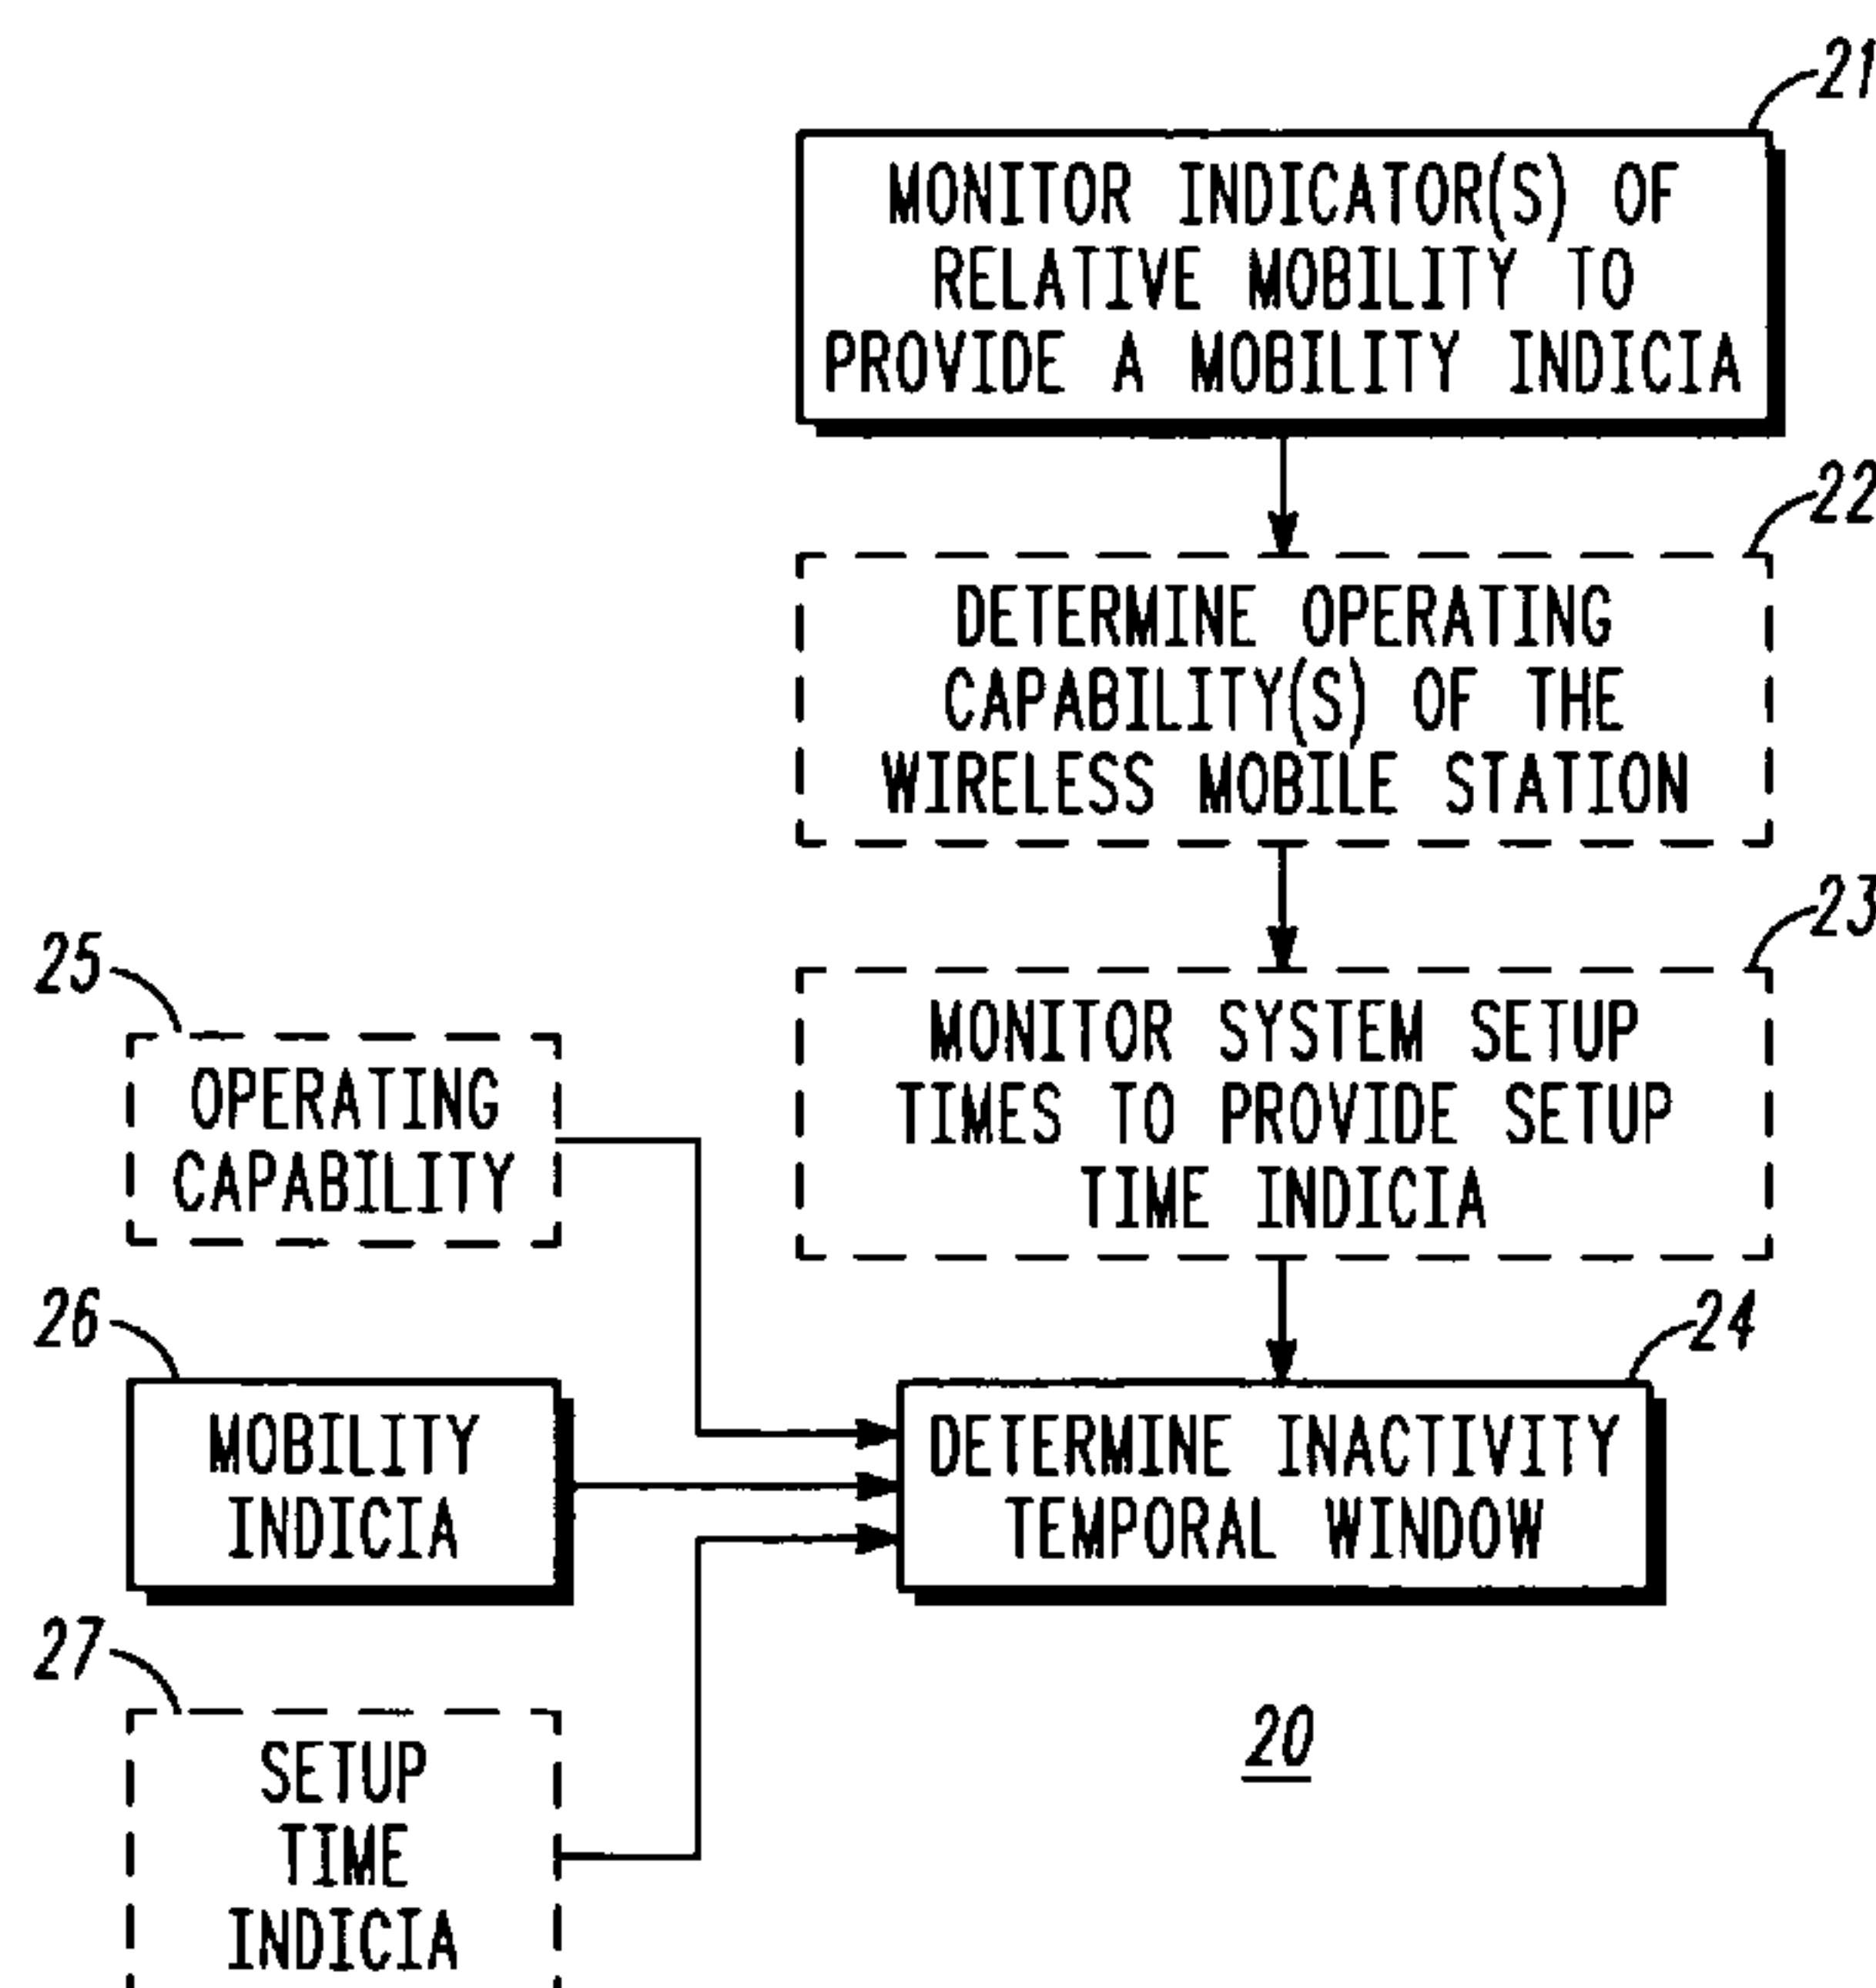 21
MONITOR INDICATOR(S) OF
RELATIVE MOBILITY TO
PROVIDE A MOBILITY INDICIA
22
DETERMINE OPERATING
CAPABILITY(S) OF THE
WIRELESS MOBILE STATION
23
MONITOR SYSTEM SETUP
TIMES TO PROVIDE SETUP
TIME INDICIA
25
OPERATING
CAPABILITY
26
MOBILITY
INDICIA
24
DETERMINE INACTIVITY
TEMPORAL WINDOW
27
SETUP
TIME
INDICIA
20